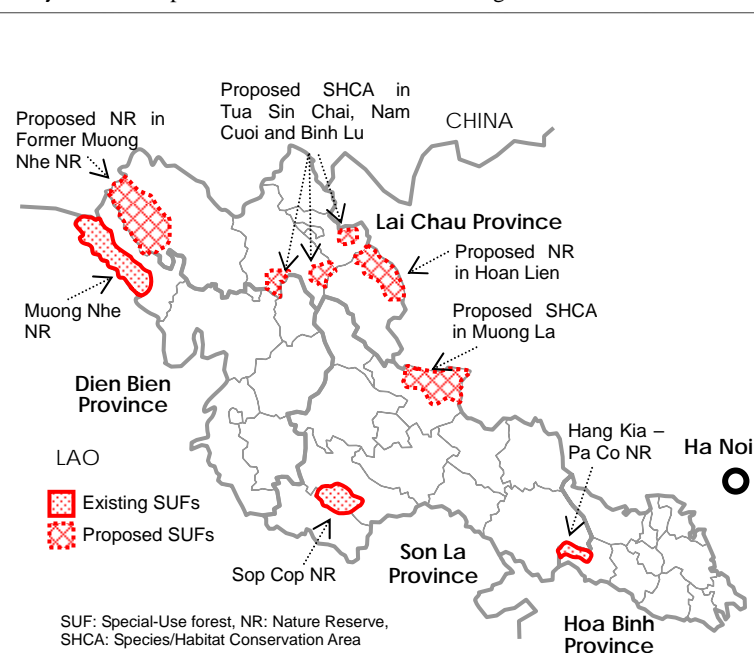 Proposed SHCA in
Tua Sin Chai, Nam
Cuoi and Binh Lu
Proposed NR in
Former Muong
Nhe NR
CHINA
Lai Chau Province
Proposed NR
in Hoan Lien
Muong Nhe
NR
Proposed SHCA
in Muong La
Dien Bien
Province
Hang Kia –
Pa Co NR
Ha Noi
LAO
Existing SUFs
Proposed SUFs
Sop Cop NR
Son La
Province
SUF: Special-Use forest, NR: Nature Reserve,
SHCA: Species/Habitat Conservation Area
Hoa Binh
Province